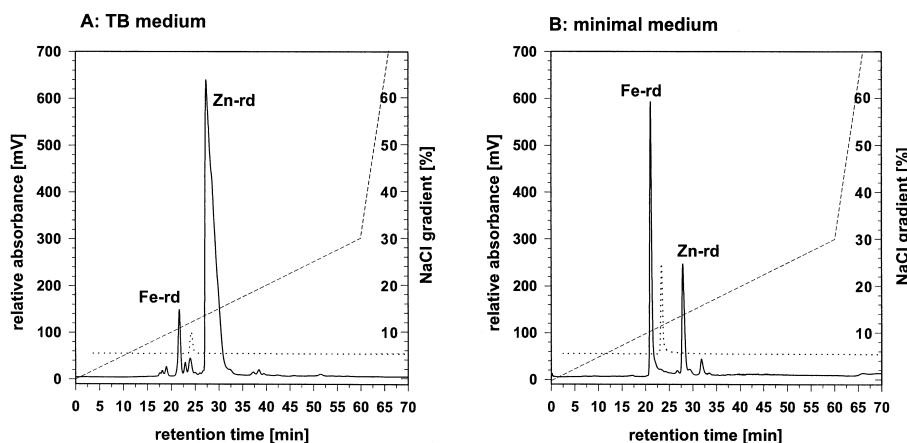 A: TB medium
700
600
500
400
300
200
100
0
relative absorbance [mV]
Zn-rd
Fe-rd
60
50
40
30
20
10
0
NaCl gradient [%]
0 5 10 15 20 25 30 35 40 45 50 55 60 65 70
retention time [min]
B: minimal medium
700
600
500
400
300
200
100
0
relative absorbance [mV]
Fe-rd
Zn-rd
60
50
40
30
20
10
0
NaCl gradient [%]
0 5 10 15 20 25 30 35 40 45 50 55 60 65 70
retention time [min]